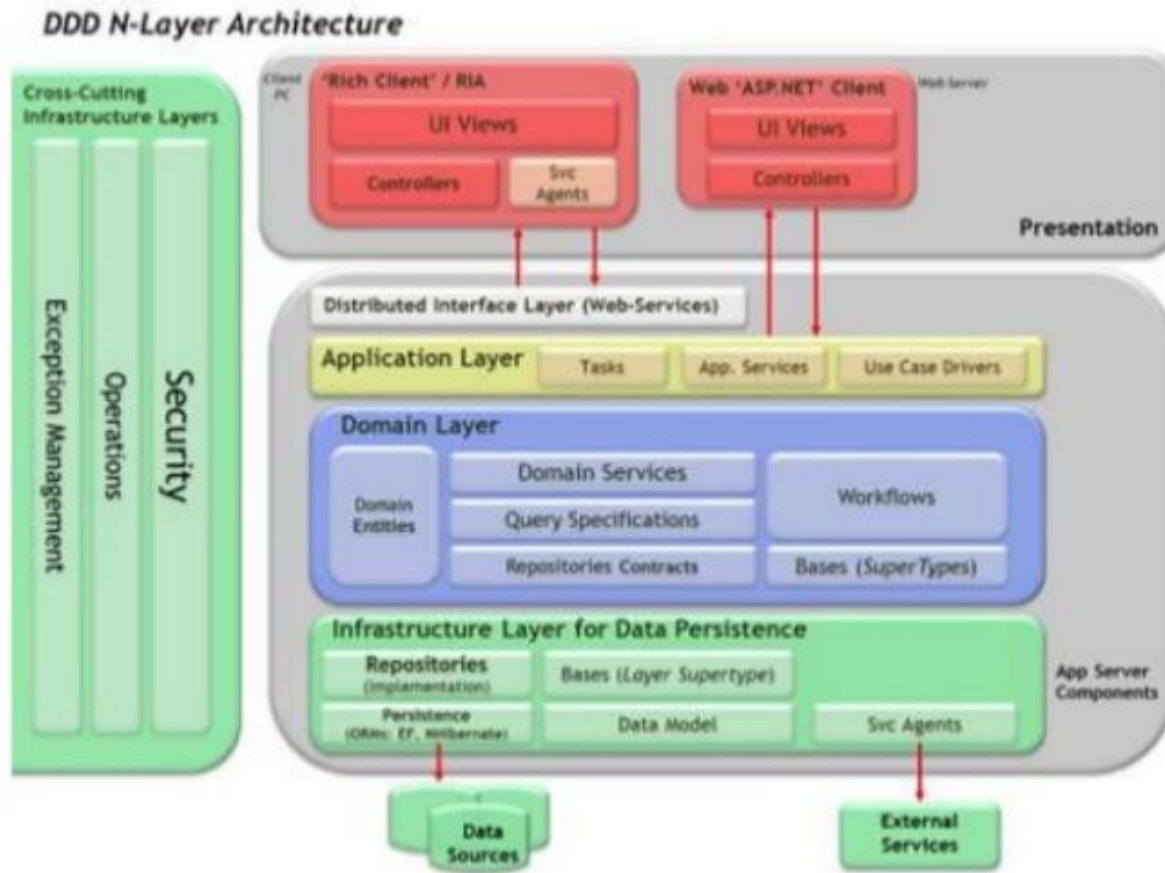 DDD N-Layer Architecture
Cross-Cutting
Infrastructure Layers
Exception Management
Operations
Security
Client
PC
'Rich Client' / RIA
UI Views
Controllers
Svc
Agents
Web 'ASP.NET' Client
UI Views
Controllers
Web Server
Presentation
Distributed Interface Layer (Web-Services)
Application Layer
Tasks
App. Services
Use Case Drivers
Domain Layer
Domain
Entities
Domain Services
Query Specifications
Repositories Contracts
Workflows
Bases (SuperTypes)
Infrastructure Layer for Data Persistence
Repositories
(Implementation)
Bases (Layer Supertype)
Persistence
(ORMs: EF, NHibernate)
Data Model
Svc Agents
App Server
Components
Data
Sources
External
Services